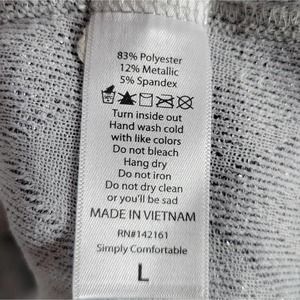 83% Polyester
12% Metallic
5% Spandex
Turn inside out
Hand wash cold
with like colors
Do not bleach
Hang dry
Do not iron
Do not dry clean
or you'll be sad
MADE IN VIETNAM
RN#142161
Simply Comfortable
L